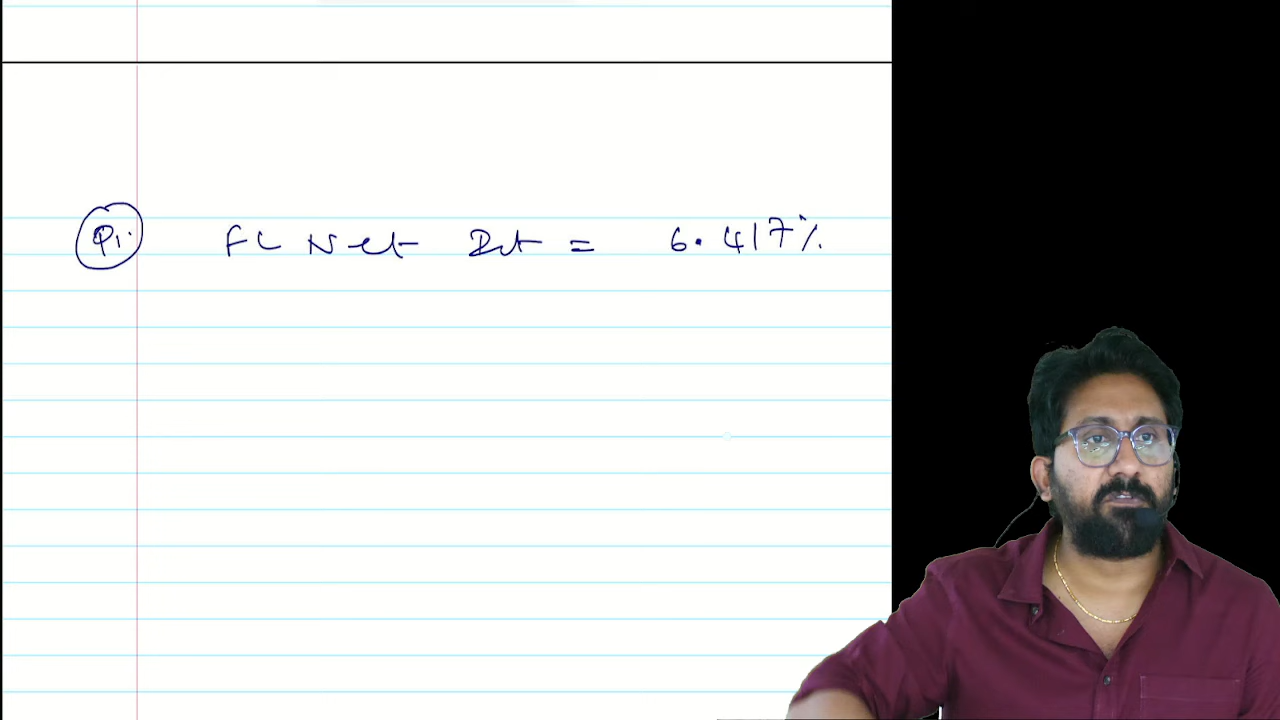 Q1. FC Net Int = 6.417%